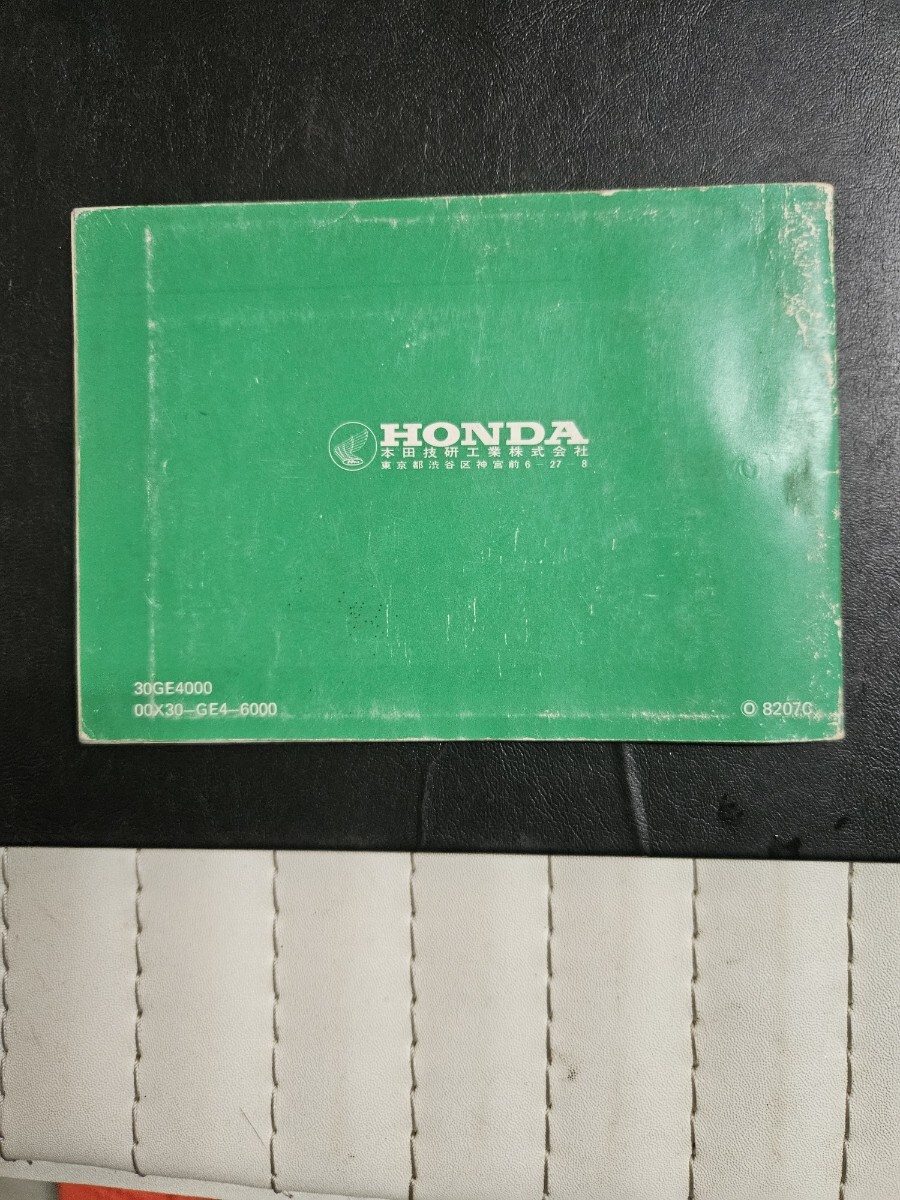 HONDA
本田技研工業株式会社
東京都渋谷区神宮前6-27-8
30GE4000
00X30-GE4-6000
Ⓒ 8207C